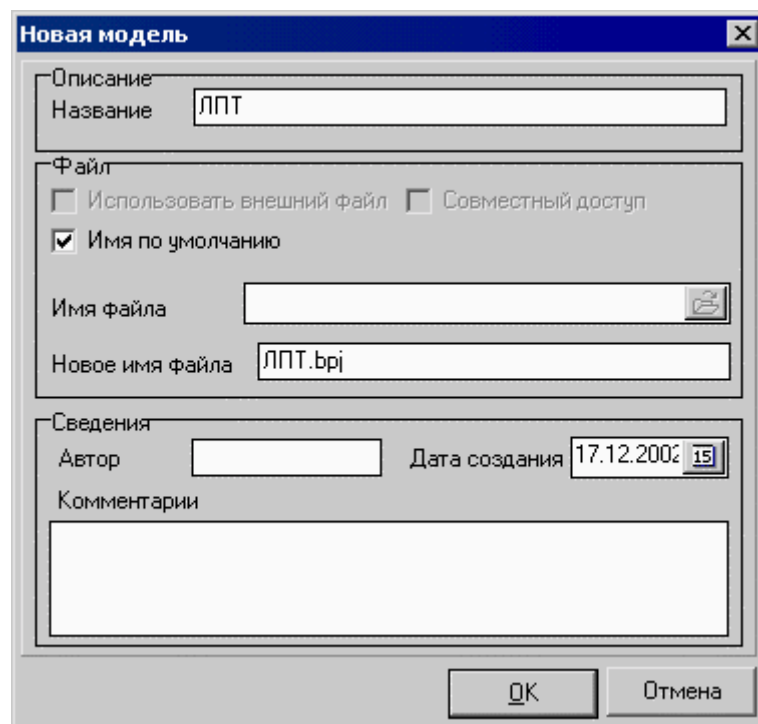 Новая модель
Описание
Название ЛПТ
Файл
Использовать внешний файл Совместный доступ
Имя по умолчанию
Имя файла
Новое имя файла ЛПТ.bpj
Сведения
Автор Дата создания 17.12.2002 15
Комментарии
OK Отмена